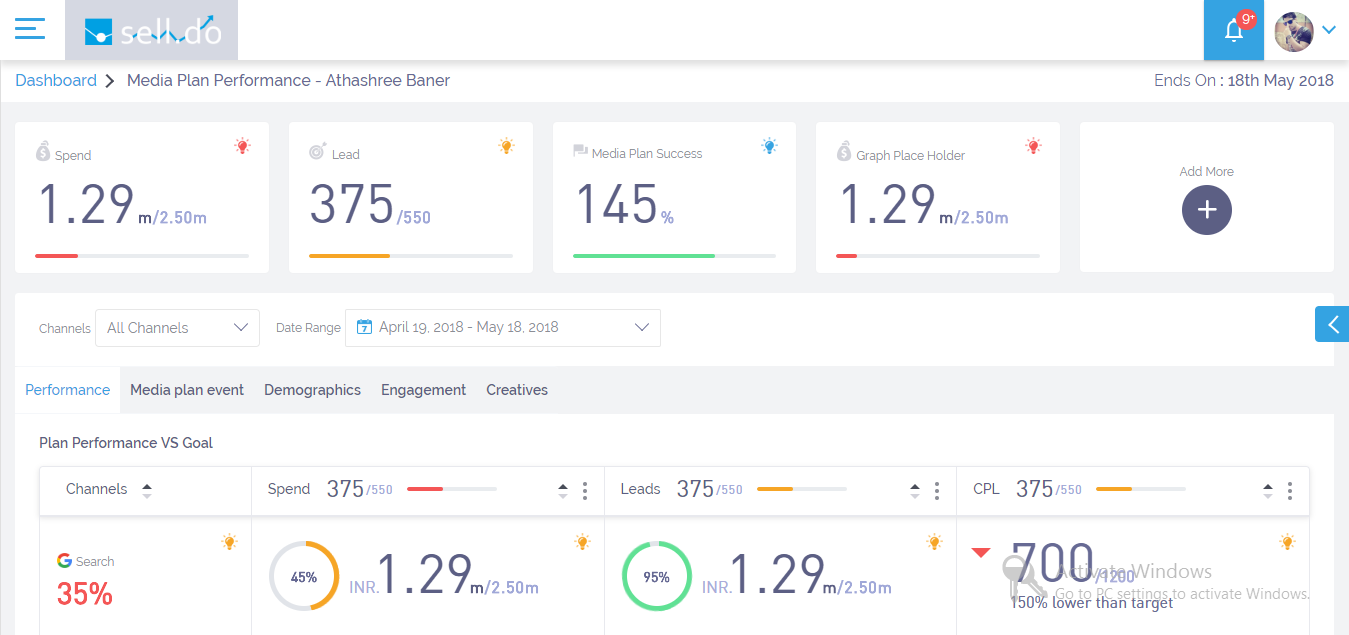 sell.do
9+
Dashboard > Media Plan Performance - Athashree Baner
Ends On : 18th May 2018
Spend
1.29 m/2.50m
Lead
375/550
Media Plan Success
145%
Graph Place Holder
1.29 m/2.50m
Add More
+
Channels All Channels Date Range 7 April 19, 2018 - May 18, 2018
Performance Media plan event Demographics Engagement Creatives
Plan Performance VS Goal
Channels Spend 375/550 Leads 375/550 CPL 375/550
G Search
35%
45% INR.1.29m/2.50m
95% INR.1.29m/2.50m
700/1200
150% lower than target
Activate Windows
Go to PC settings to activate Windows.